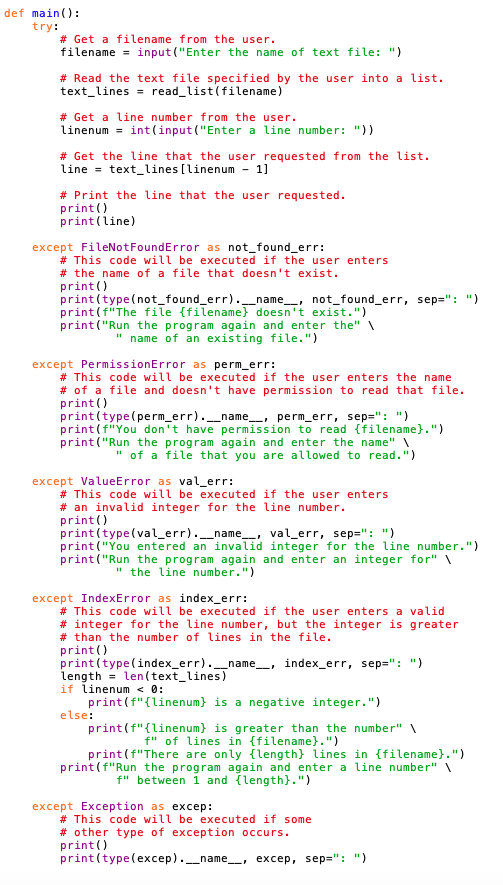 def main():
    try:
        # Get a filename from the user.
        filename = input("Enter the name of text file: ")

        # Read the text file specified by the user into a list.
        text_lines = read_list(filename)

        # Get a line number from the user.
        linenum = int(input("Enter a line number: "))

        # Get the line that the user requested from the list.
        line = text_lines[linenum - 1]

        # Print the line that the user requested.
        print()
        print(line)

    except FileNotFoundError as not_found_err:
        # This code will be executed if the user enters
        # the name of a file that doesn't exist.
        print()
        print(type(not_found_err).__name__, not_found_err, sep=": ")
        print(f"The file {filename} doesn't exist.")
        print("Run the program again and enter the" \
                " name of an existing file.")

    except PermissionError as perm_err:
        # This code will be executed if the user enters the name
        # of a file and doesn't have permission to read that file.
        print()
        print(type(perm_err).__name__, perm_err, sep=": ")
        print(f"You don't have permission to read {filename}.")
        print("Run the program again and enter the name" \
                " of a file that you are allowed to read.")

    except ValueError as val_err:
        # This code will be executed if the user enters
        # an invalid integer for the line number.
        print()
        print(type(val_err).__name__, val_err, sep=": ")
        print("You entered an invalid integer for the line number.")
        print("Run the program again and enter an integer for" \
                " the line number.")

    except IndexError as index_err:
        # This code will be executed if the user enters a valid
        # integer for the line number, but the integer is greater
        # than the number of lines in the file.
        print()
        print(type(index_err).__name__, index_err, sep=": ")
        length = len(text_lines)
        if linenum < 0:
            print(f"{linenum} is a negative integer.")
        else:
            print(f"{linenum} is greater than the number" \
                    f" of lines in {filename}.")
            print(f"There are only {length} lines in {filename}.")
        print(f"Run the program again and enter a line number" \
                f" between 1 and {length}.")

    except Exception as excep:
        # This code will be executed if some
        # other type of exception occurs.
        print()
        print(type(excep).__name__, excep, sep=": ")